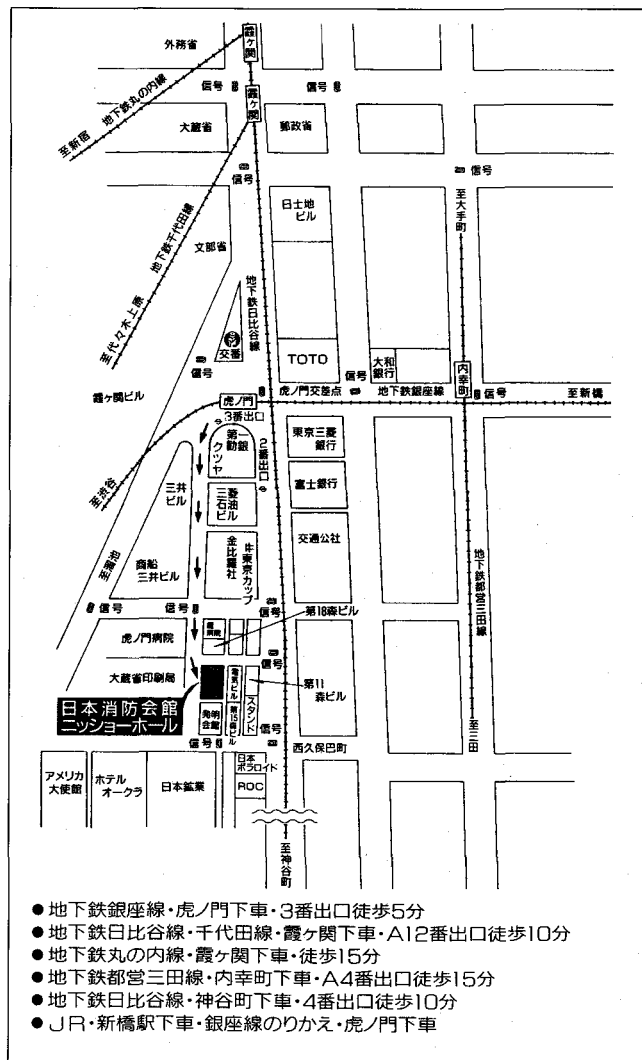 霞ヶ関
外務省
信号
信号
霞ヶ関
地下鉄丸の内線
至新宿
大蔵省
郵政省
信号
信号
至大手町
日土地
ビル
地下鉄千代田線
文部省
至代々木上原
地下鉄日比谷線
交番
信号
TOTO
信号
大和
銀行
内幸町
霞ヶ関ビル
虎ノ門交差点
地下鉄銀座線
信号
至新橋
虎ノ門
3番出口
2番出口
第一
勧銀
クツヤ
東京三菱
銀行
至渋谷
三井
ビル
三菱
石油
ビル
富士銀行
交通公社
金比羅社
東京カップ
商船
三井ビル
至溜池
信号
信号
信号
第18森ビル
地下鉄都営三田線
虎ノ門病院
病院
信号
大蔵省印刷局
電気ビル
第11
森ビル
日本消防会館
ニッショーホール
発明
会館
第15森ビル
スタンド
信号
信号
西久保巴町
至三田
アメリカ
大使館
ホテル
オークラ
日本鉱業
日本
ポラロイド
ROC
至神谷町
●地下鉄銀座線・虎ノ門下車・3番出口徒歩5分
●地下鉄日比谷線・千代田線・霞ヶ関下車・A12番出口徒歩10分
●地下鉄丸の内線・霞ヶ関下車・徒歩15分
●地下鉄都営三田線・内幸町下車・A4番出口徒歩15分
●地下鉄日比谷線・神谷町下車・4番出口徒歩10分
●JR・新橋駅下車・銀座線のりかえ・虎ノ門下車